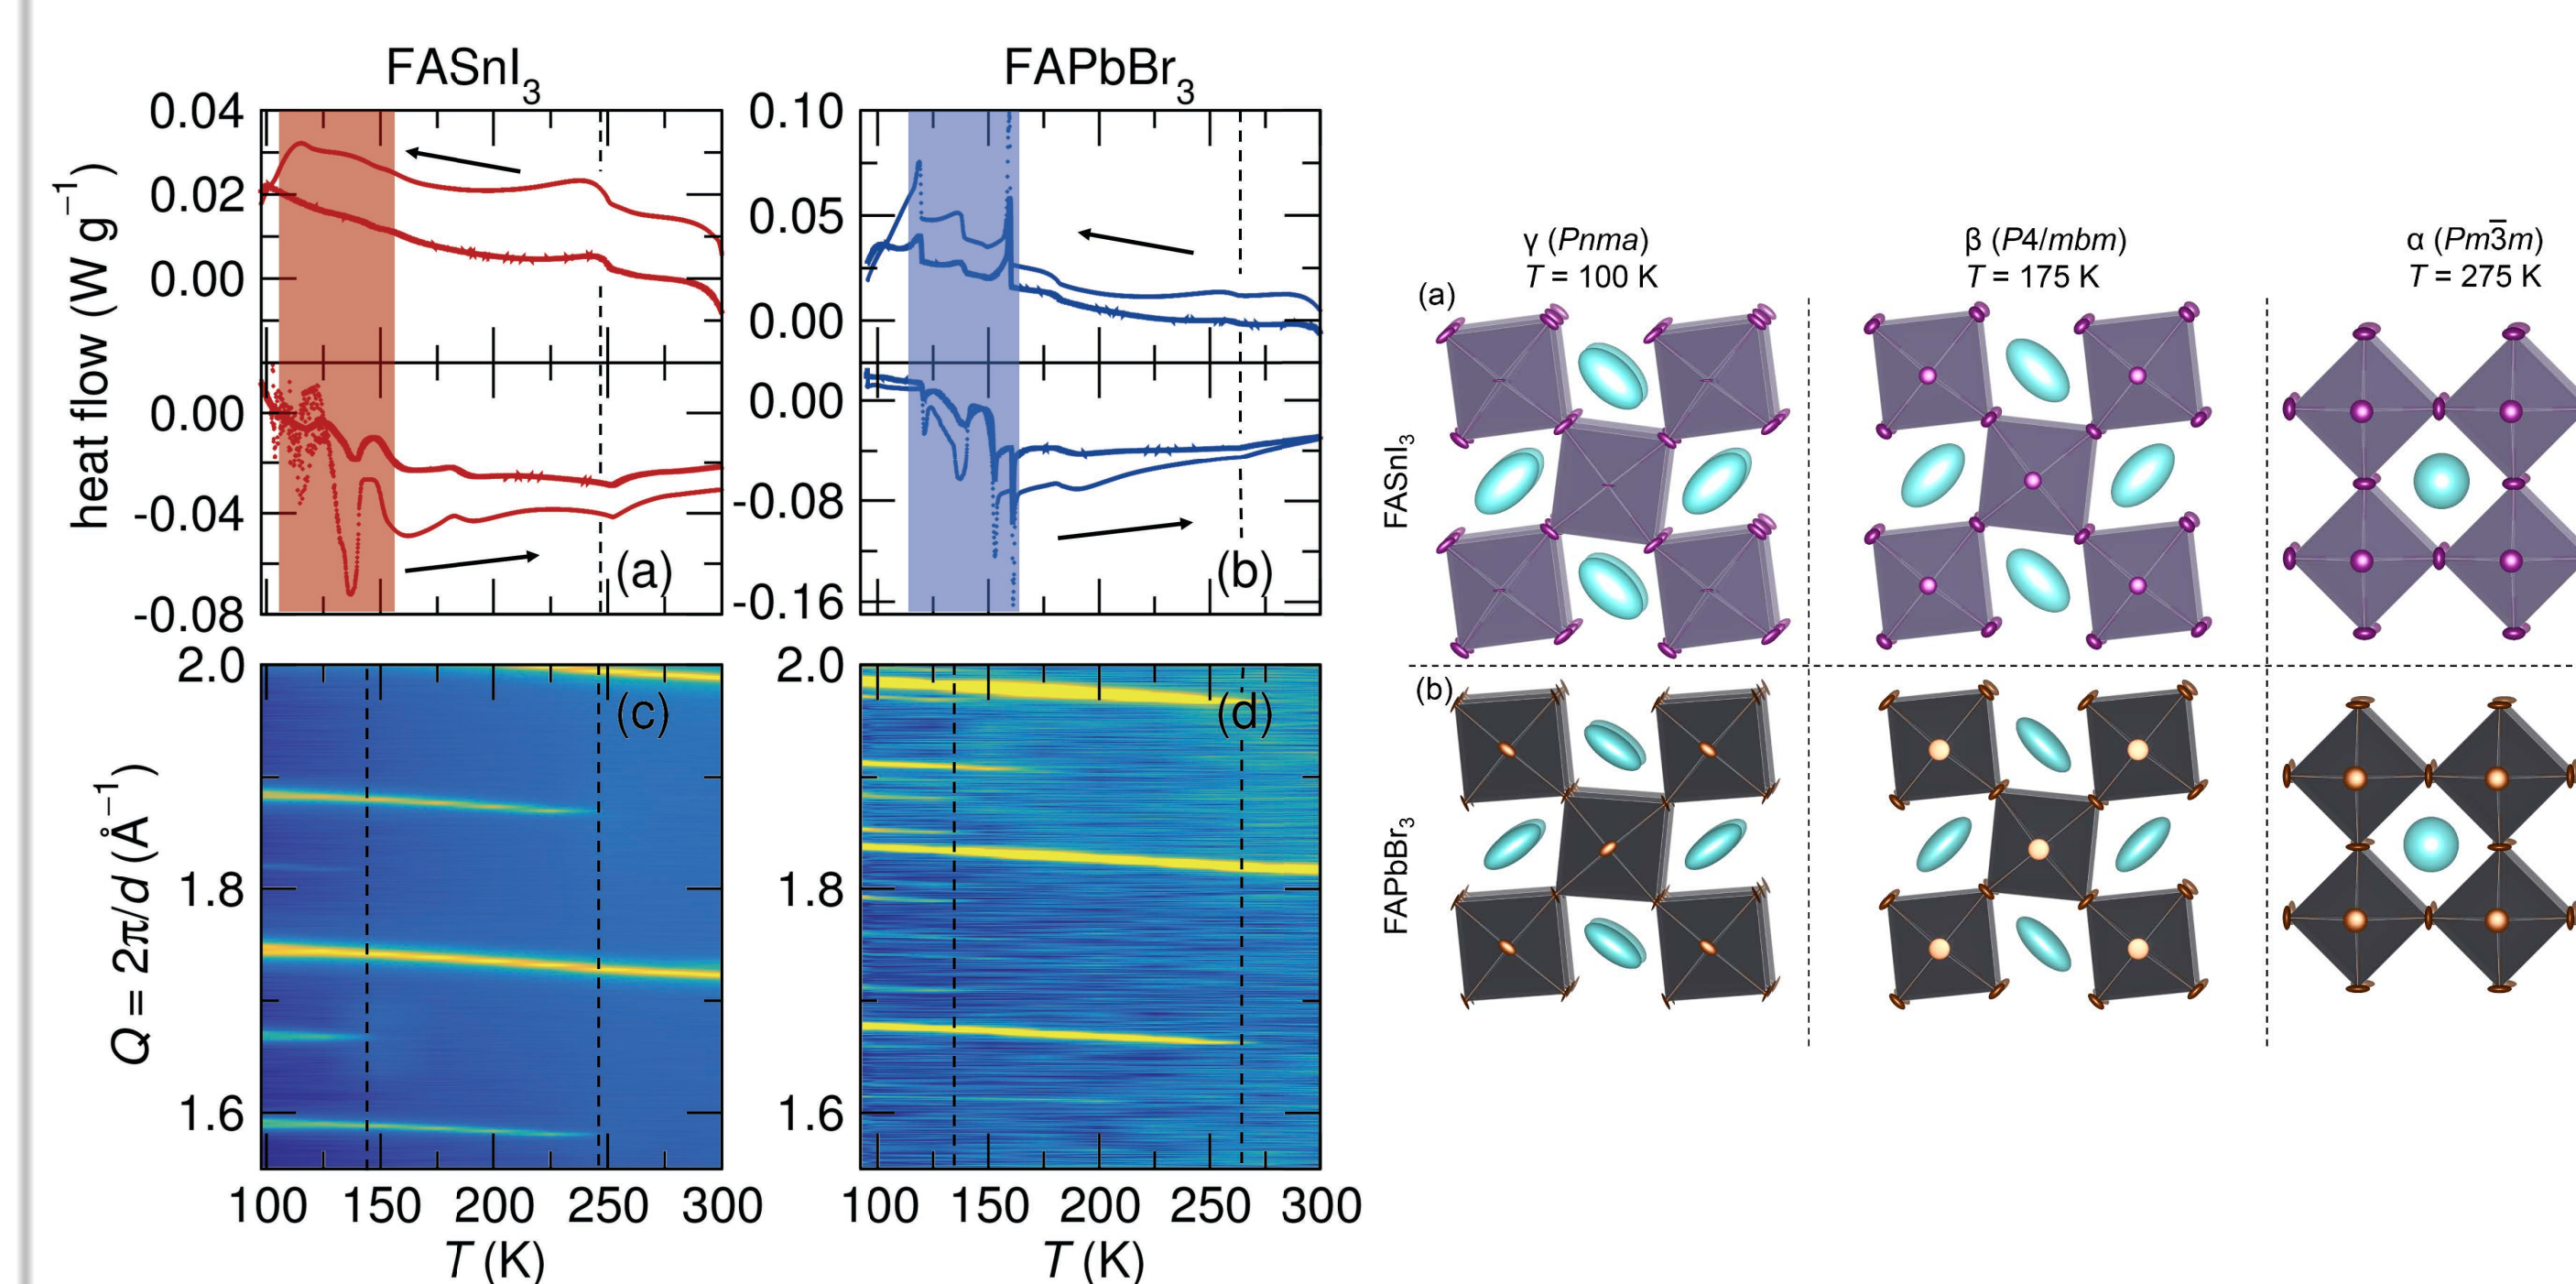 FASnI₃
FAPbBr₃
heat flow (W g⁻¹)
0.04
0.02
0.00
0.00
-0.04
-0.08
(a)
0.10
0.05
0.00
0.00
-0.08
-0.16
(b)
Q = 2π/d (Å⁻¹)
2.0
1.8
1.6
(c)
2.0
1.8
1.6
(d)
100 150 200 250 300
T (K)
100 150 200 250 300
T (K)
γ (Pnma)
T = 100 K
β (P4/mbm)
T = 175 K
α (Pm3̅m)
T = 275 K
(a)
FASnI₃
(b)
FAPbBr₃